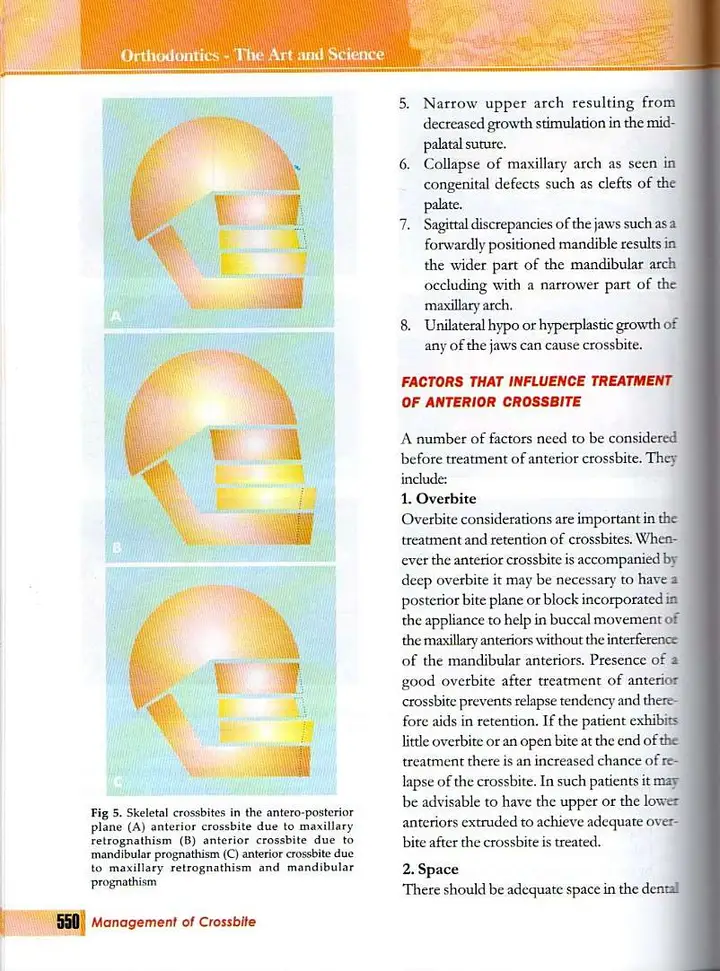 Orthodontics - The Art and Science
A
B
C
Fig 5. Skeletal crossbites in the antero-posterior
plane (A) anterior crossbite due to maxillary
retrognathism (B) anterior crossbite due to
mandibular prognathism (C) anterior crossbite due
to maxillary retrognathism and mandibular
prognathism
5. Narrow upper arch resulting from
decreased growth stimulation in the mid-
palatal suture.
6. Collapse of maxillary arch as seen in
congenital defects such as clefts of the
palate.
7. Sagittal discrepancies of the jaws such as a
forwardly positioned mandible results in
the wider part of the mandibular arch
occluding with a narrower part of the
maxillary arch.
8. Unilateral hypo or hyperplastic growth of
any of the jaws can cause crossbite.
FACTORS THAT INFLUENCE TREATMENT
OF ANTERIOR CROSSBITE
A number of factors need to be considered
before treatment of anterior crossbite. They
include:
1. Overbite
Overbite considerations are important in the
treatment and retention of crossbites. When-
ever the anterior crossbite is accompanied by
deep overbite it may be necessary to have a
posterior bite plane or block incorporated in
the appliance to help in buccal movement of
the maxillary anteriors without the interference
of the mandibular anteriors. Presence of a
good overbite after treatment of anterior
crossbite prevents relapse tendency and there-
fore aids in retention. If the patient exhibits
little overbite or an open bite at the end of the
treatment there is an increased chance of re-
lapse of the crossbite. In such patients it may
be advisable to have the upper or the lower
anteriors extruded to achieve adequate over-
bite after the crossbite is treated.
2. Space
There should be adequate space in the dental
550 Management of Crossbite